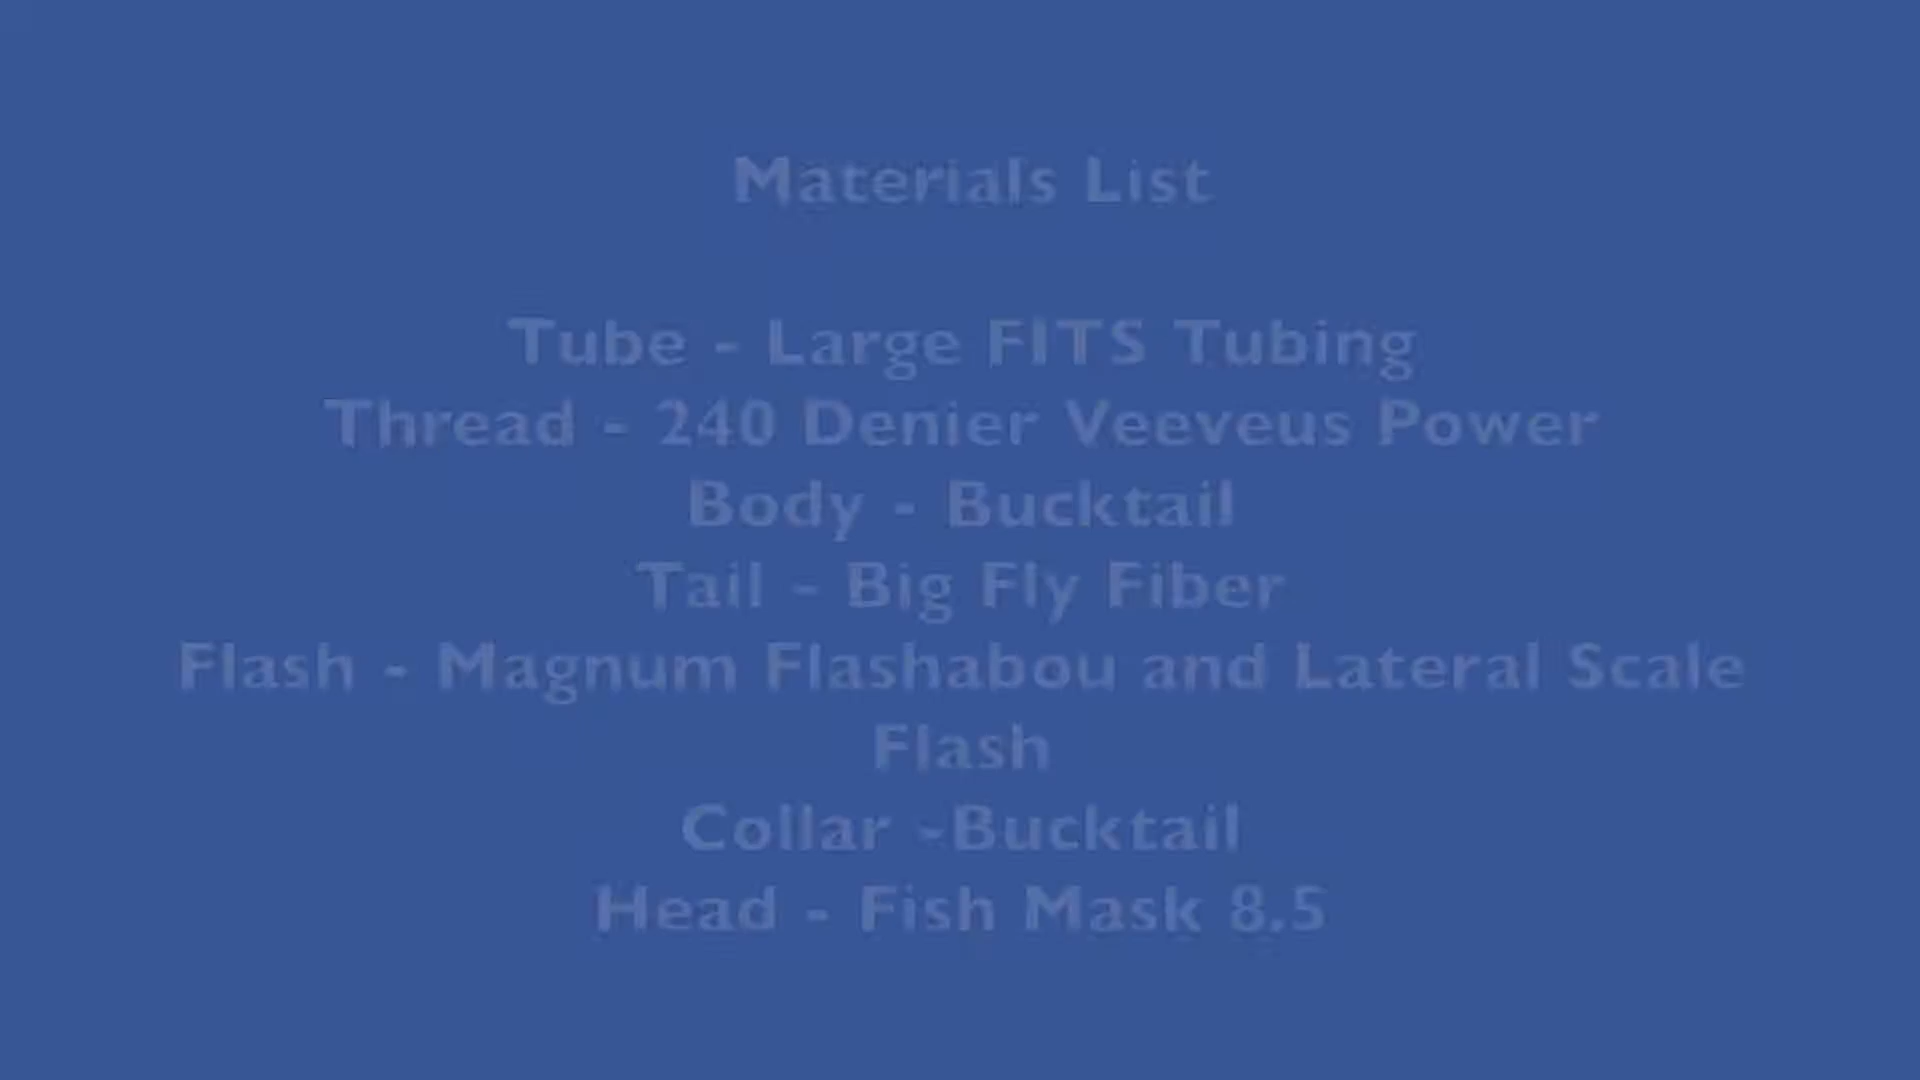 Materials List
Tube - Large FITS Tubing
Thread - 240 Denier Veeveus Power
Body - Bucktail
Tail - Big Fly Fiber
Flash - Magnum Flashabou and Lateral Scale
Flash
Collar -Bucktail
Head - Fish Mask 8.5